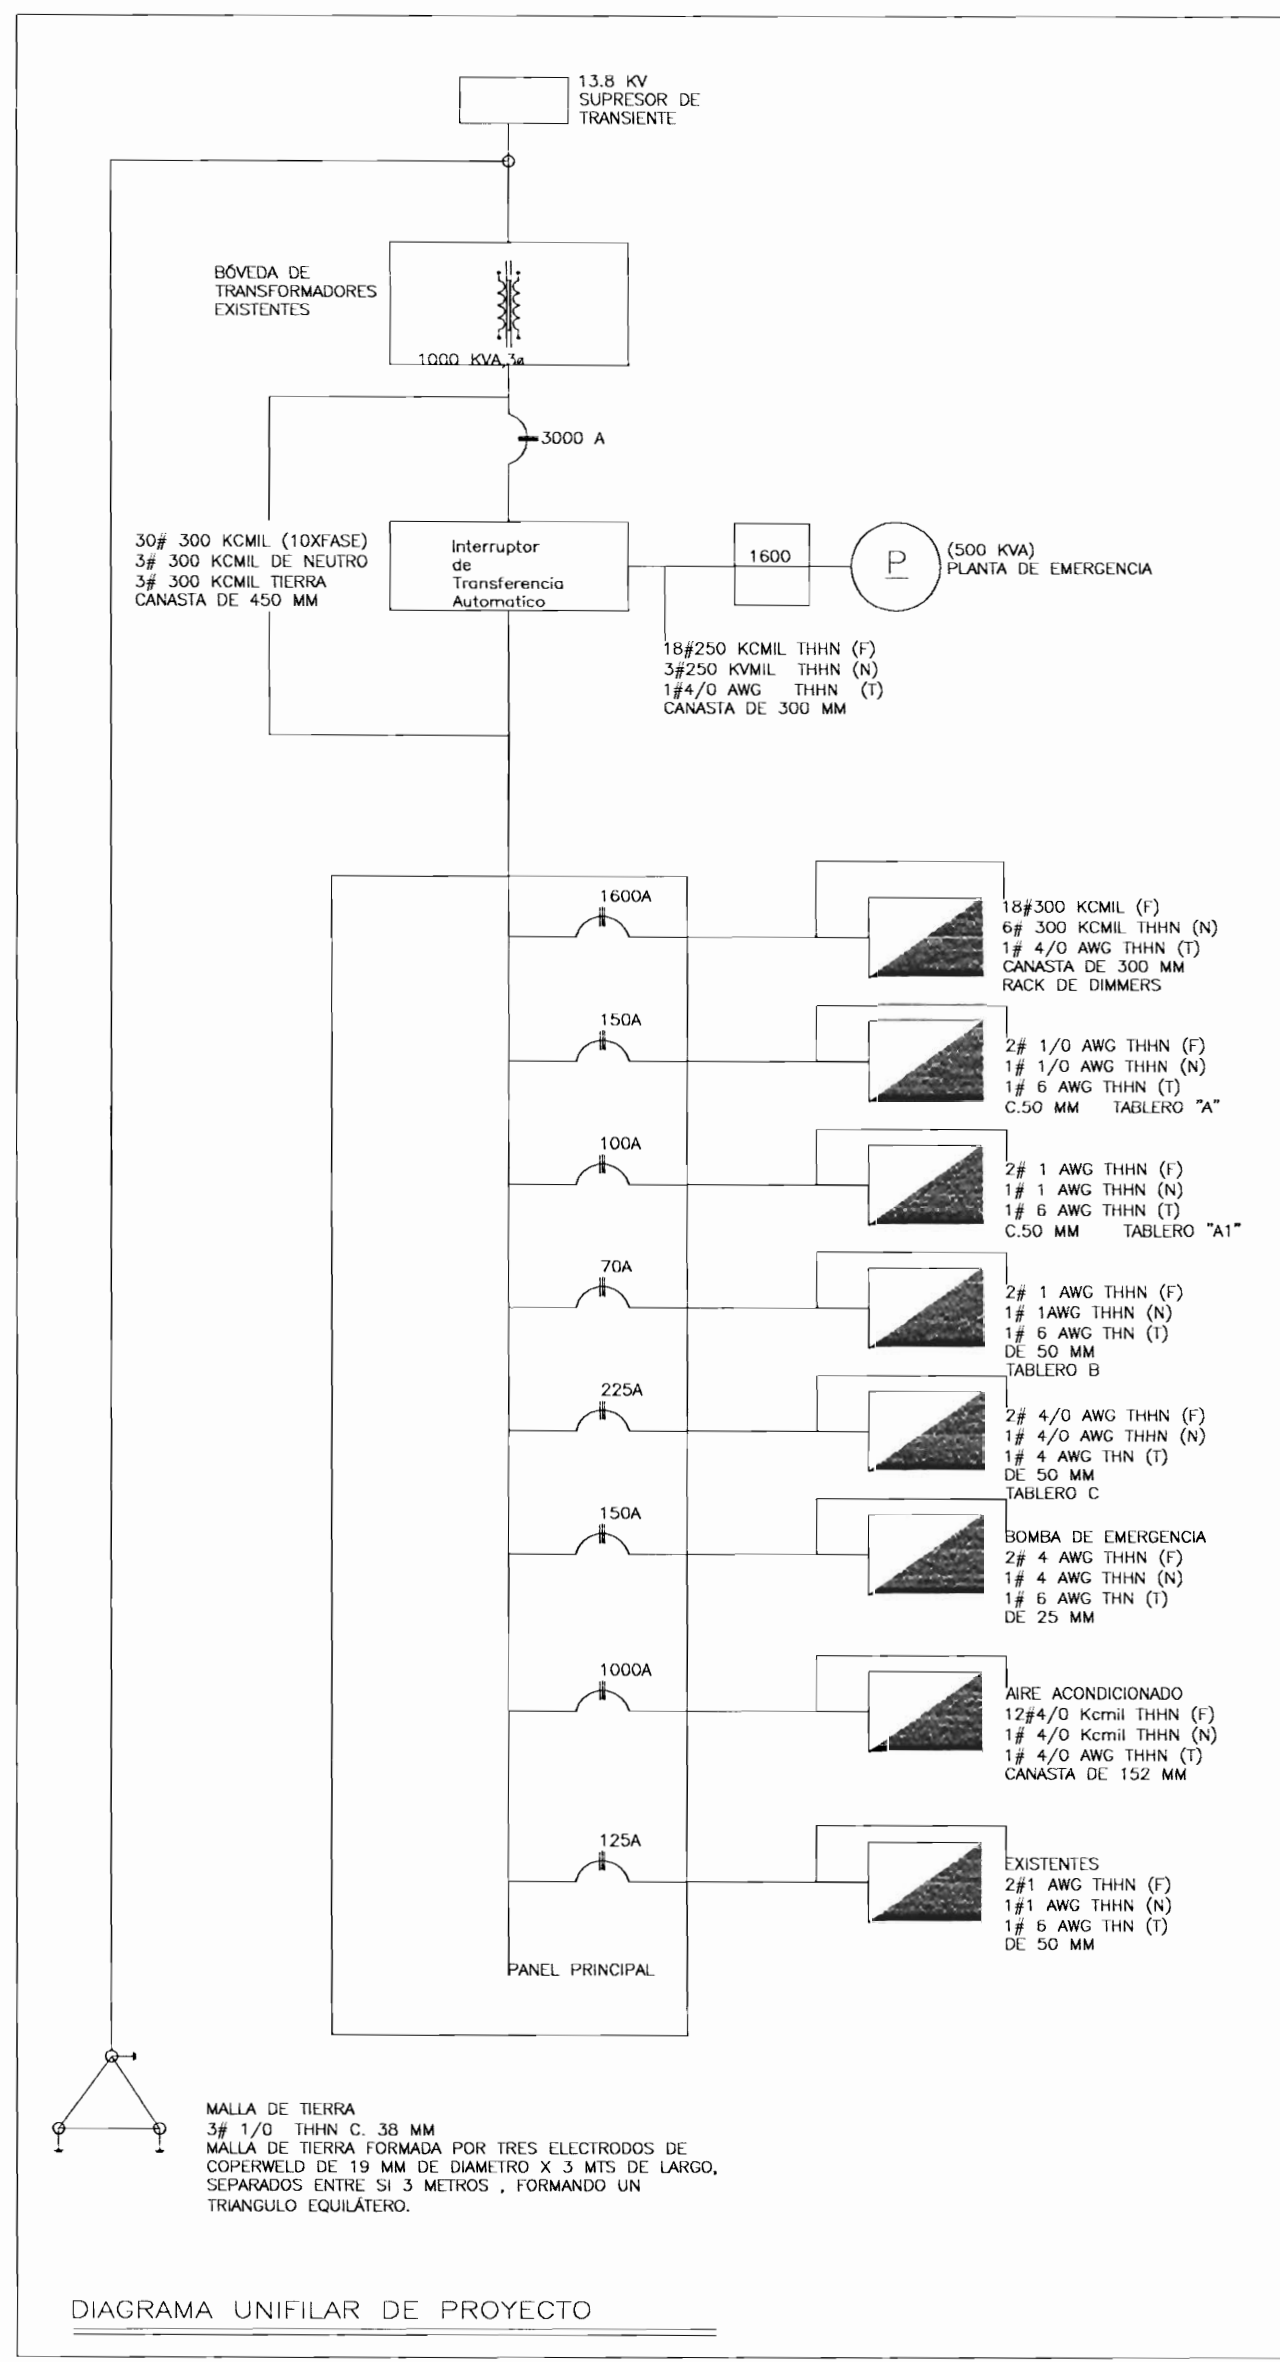 13.8 KV
SUPRESOR DE
TRANSIENTE
BÓVEDA DE
TRANSFORMADORES
EXISTENTES
1000 KVA,3ø
3000 A
30# 300 KCMIL (10XFASE)
3# 300 KCMIL DE NEUTRO
3# 300 KCMIL TIERRA
CANASTA DE 450 MM
Interruptor
de
Transferencia
Automatico
1600
P
(500 KVA)
PLANTA DE EMERGENCIA
18#250 KCMIL THHN (F)
3#250 KVMIL THHN (N)
1#4/0 AWG THHN (T)
CANASTA DE 300 MM
1600A
18#300 KCMIL (F)
6# 300 KCMIL THHN (N)
1# 4/0 AWG THHN (T)
CANASTA DE 300 MM
RACK DE DIMMERS
150A
2# 1/0 AWG THHN (F)
1# 1/0 AWG THHN (N)
1# 6 AWG THHN (T)
C.50 MM TABLERO "A"
100A
2# 1 AWG THHN (F)
1# 1 AWG THHN (N)
1# 6 AWG THHN (T)
C.50 MM TABLERO "A1"
70A
2# 1 AWG THHN (F)
1# 1AWG THHN (N)
1# 6 AWG THN (T)
DE 50 MM
TABLERO B
225A
2# 4/0 AWG THHN (F)
1# 4/0 AWG THHN (N)
1# 4 AWG THN (T)
DE 50 MM
TABLERO C
150A
BOMBA DE EMERGENCIA
2# 4 AWG THHN (F)
1# 4 AWG THHN (N)
1# 6 AWG THN (T)
DE 25 MM
1000A
AIRE ACONDICIONADO
12#4/0 Kcmil THHN (F)
1# 4/0 Kcmil THHN (N)
1# 4/0 AWG THHN (T)
CANASTA DE 152 MM
125A
EXISTENTES
2#1 AWG THHN (F)
1#1 AWG THHN (N)
1# 6 AWG THN (T)
DE 50 MM
PANEL PRINCIPAL
MALLA DE TIERRA
3# 1/0 THHN C. 38 MM
MALLA DE TIERRA FORMADA POR TRES ELECTRODOS DE
COPERWELD DE 19 MM DE DIAMETRO X 3 MTS DE LARGO,
SEPARADOS ENTRE SI 3 METROS , FORMANDO UN
TRIANGULO EQUILÁTERO.
DIAGRAMA UNIFILAR DE PROYECTO